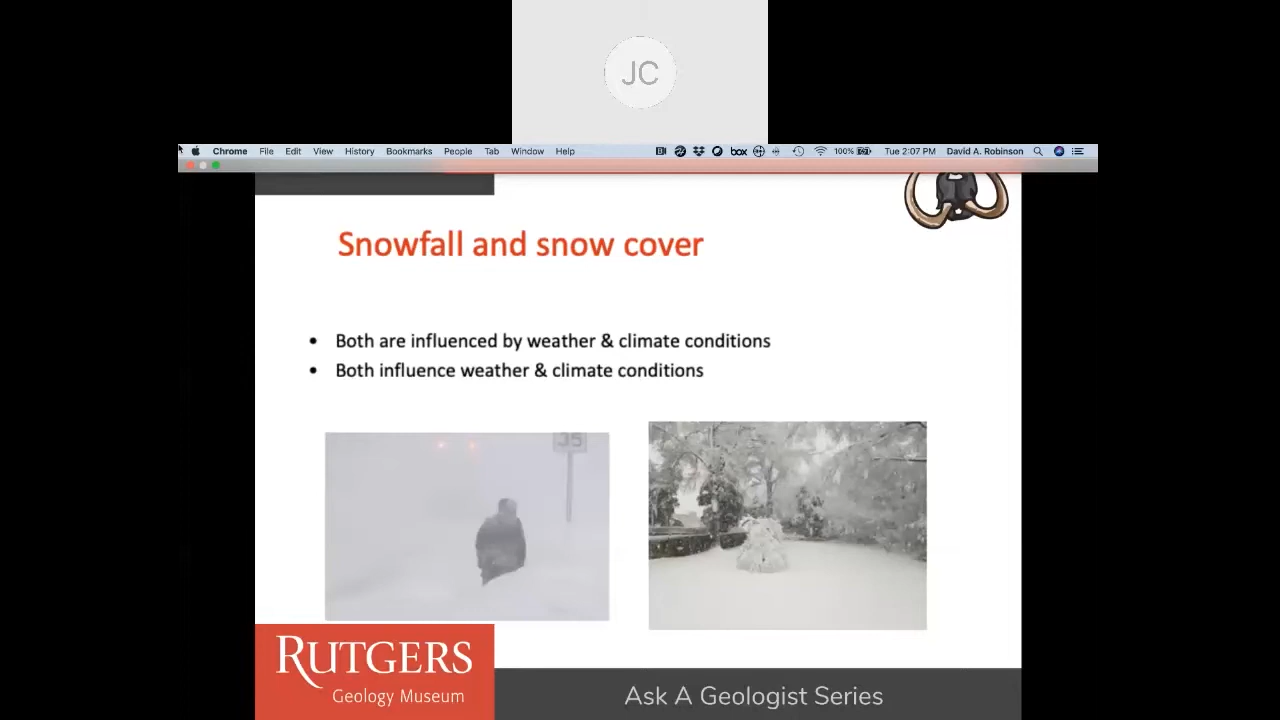 JC
Chrome File Edit View History Bookmarks People Tab Window Help box 100% Tue 2:07 PM David A. Robinson
Snowfall and snow cover
• Both are influenced by weather & climate conditions
• Both influence weather & climate conditions
RUTGERS
Geology Museum
Ask A Geologist Series